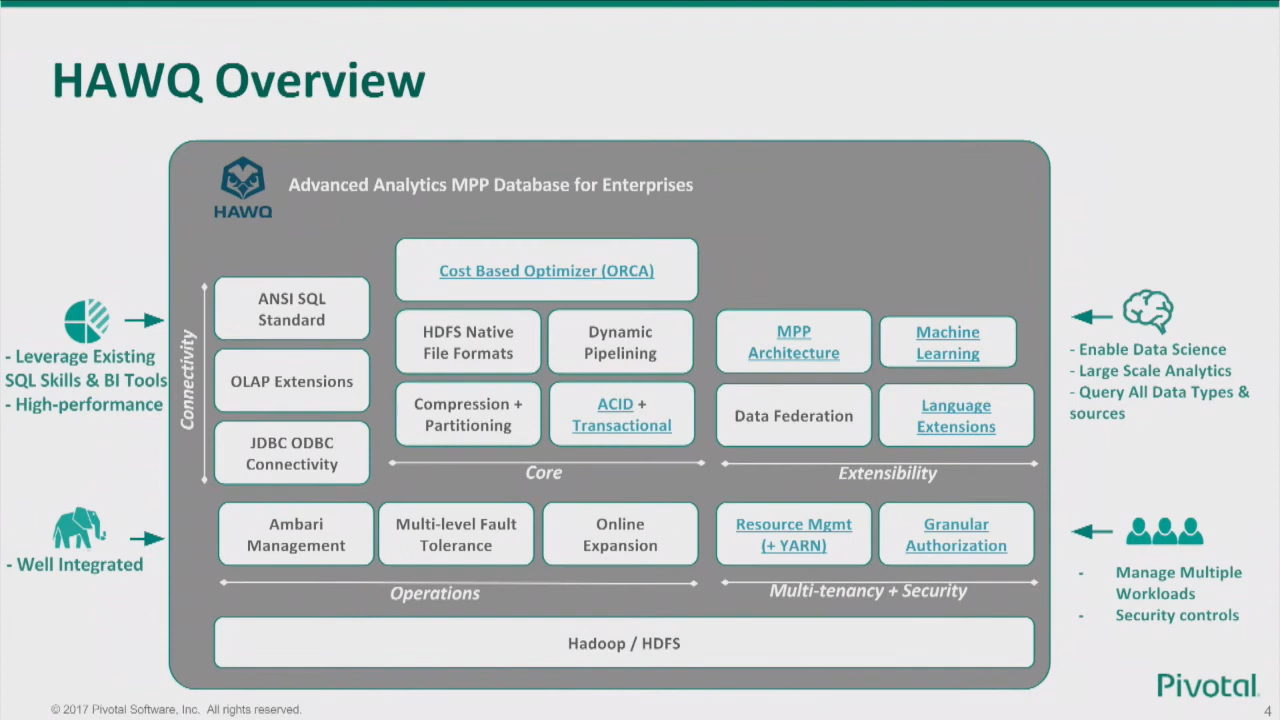 HAWQ Overview
HAWQ
Advanced Analytics MPP Database for Enterprises
Cost Based Optimizer (ORCA)
Connectivity
ANSI SQL
Standard
OLAP Extensions
JDBC ODBC
Connectivity
HDFS Native
File Formats
Dynamic
Pipelining
Compression +
Partitioning
ACID +
Transactional
Core
MPP
Architecture
Machine
Learning
Data Federation
Language
Extensions
Extensibility
Ambari
Management
Multi-level Fault
Tolerance
Online
Expansion
Operations
Resource Mgmt
(+ YARN)
Granular
Authorization
Multi-tenancy + Security
Hadoop / HDFS
- Leverage Existing
SQL Skills & BI Tools
- High-performance
- Well Integrated
- Enable Data Science
- Large Scale Analytics
- Query All Data Types &
sources
- Manage Multiple
Workloads
- Security controls
Pivotal.
© 2017 Pivotal Software, Inc. All rights reserved.
4